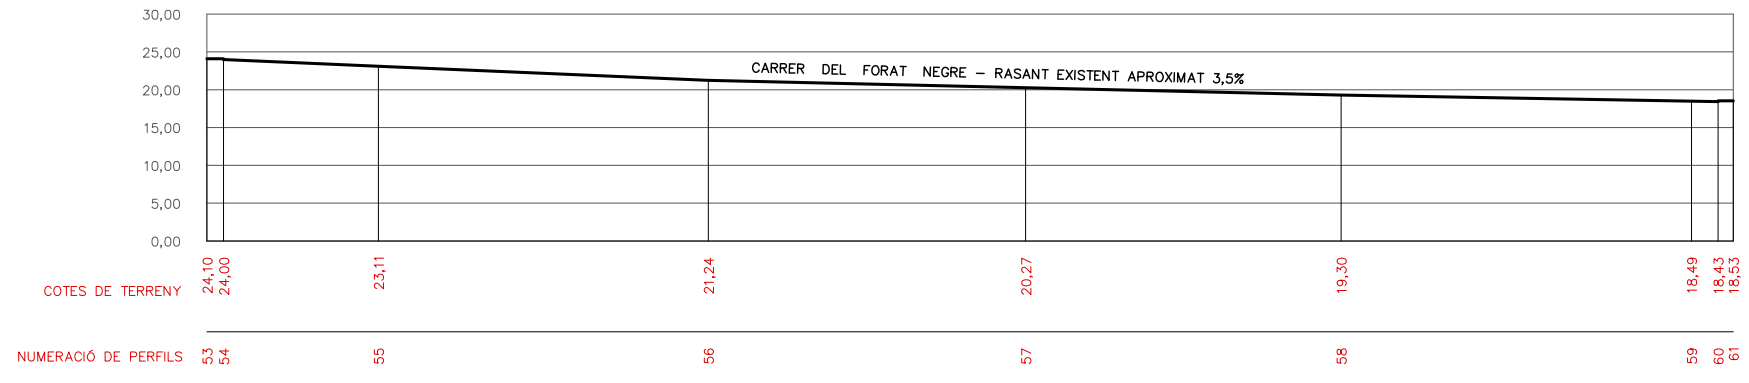 30,00
25,00
20,00
15,00
10,00
5,00
0,00
CARRER DEL FORAT NEGRE – RASANT EXISTENT APROXIMAT 3,5%
COTES DE TERRENY 24,10 24,00 23,11 21,24 20,27 19,30 18,49 18,43 18,53
NUMERACIÓ DE PERFILS 53 54 55 56 57 58 59 60 61